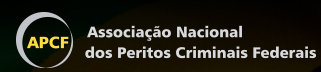 APCF
Associação Nacional
dos Peritos Criminais Federais